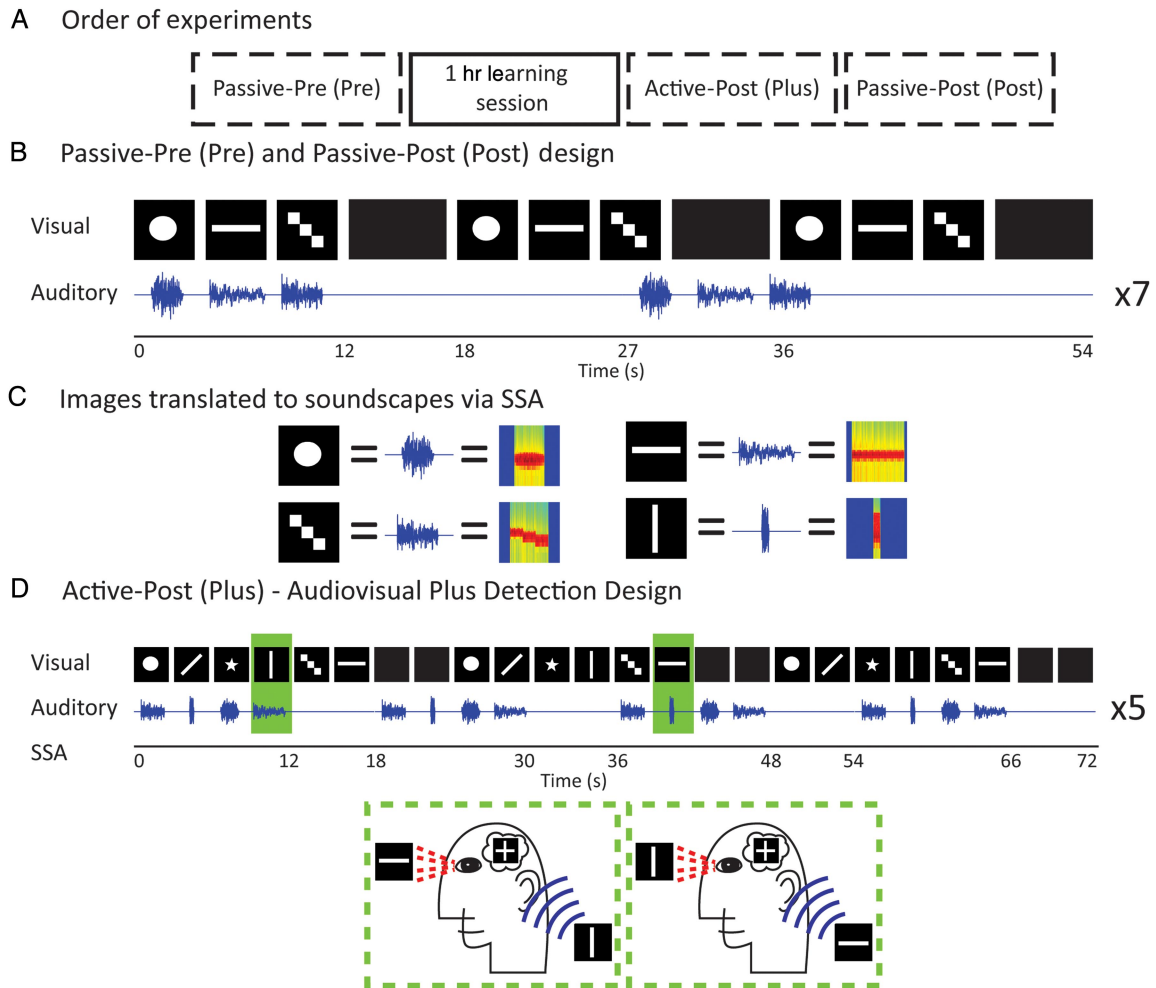 A Order of experiments
Passive-Pre (Pre)
1 hr learning
session
Active-Post (Plus)
Passive-Post (Post)
B Passive-Pre (Pre) and Passive-Post (Post) design
Visual
Auditory
x7
0 12 18 27 36 54
Time (s)
C Images translated to soundscapes via SSA
D Active-Post (Plus) - Audiovisual Plus Detection Design
Visual
Auditory
x5
SSA
0 12 18 30 36 48 54 66 72
Time (s)